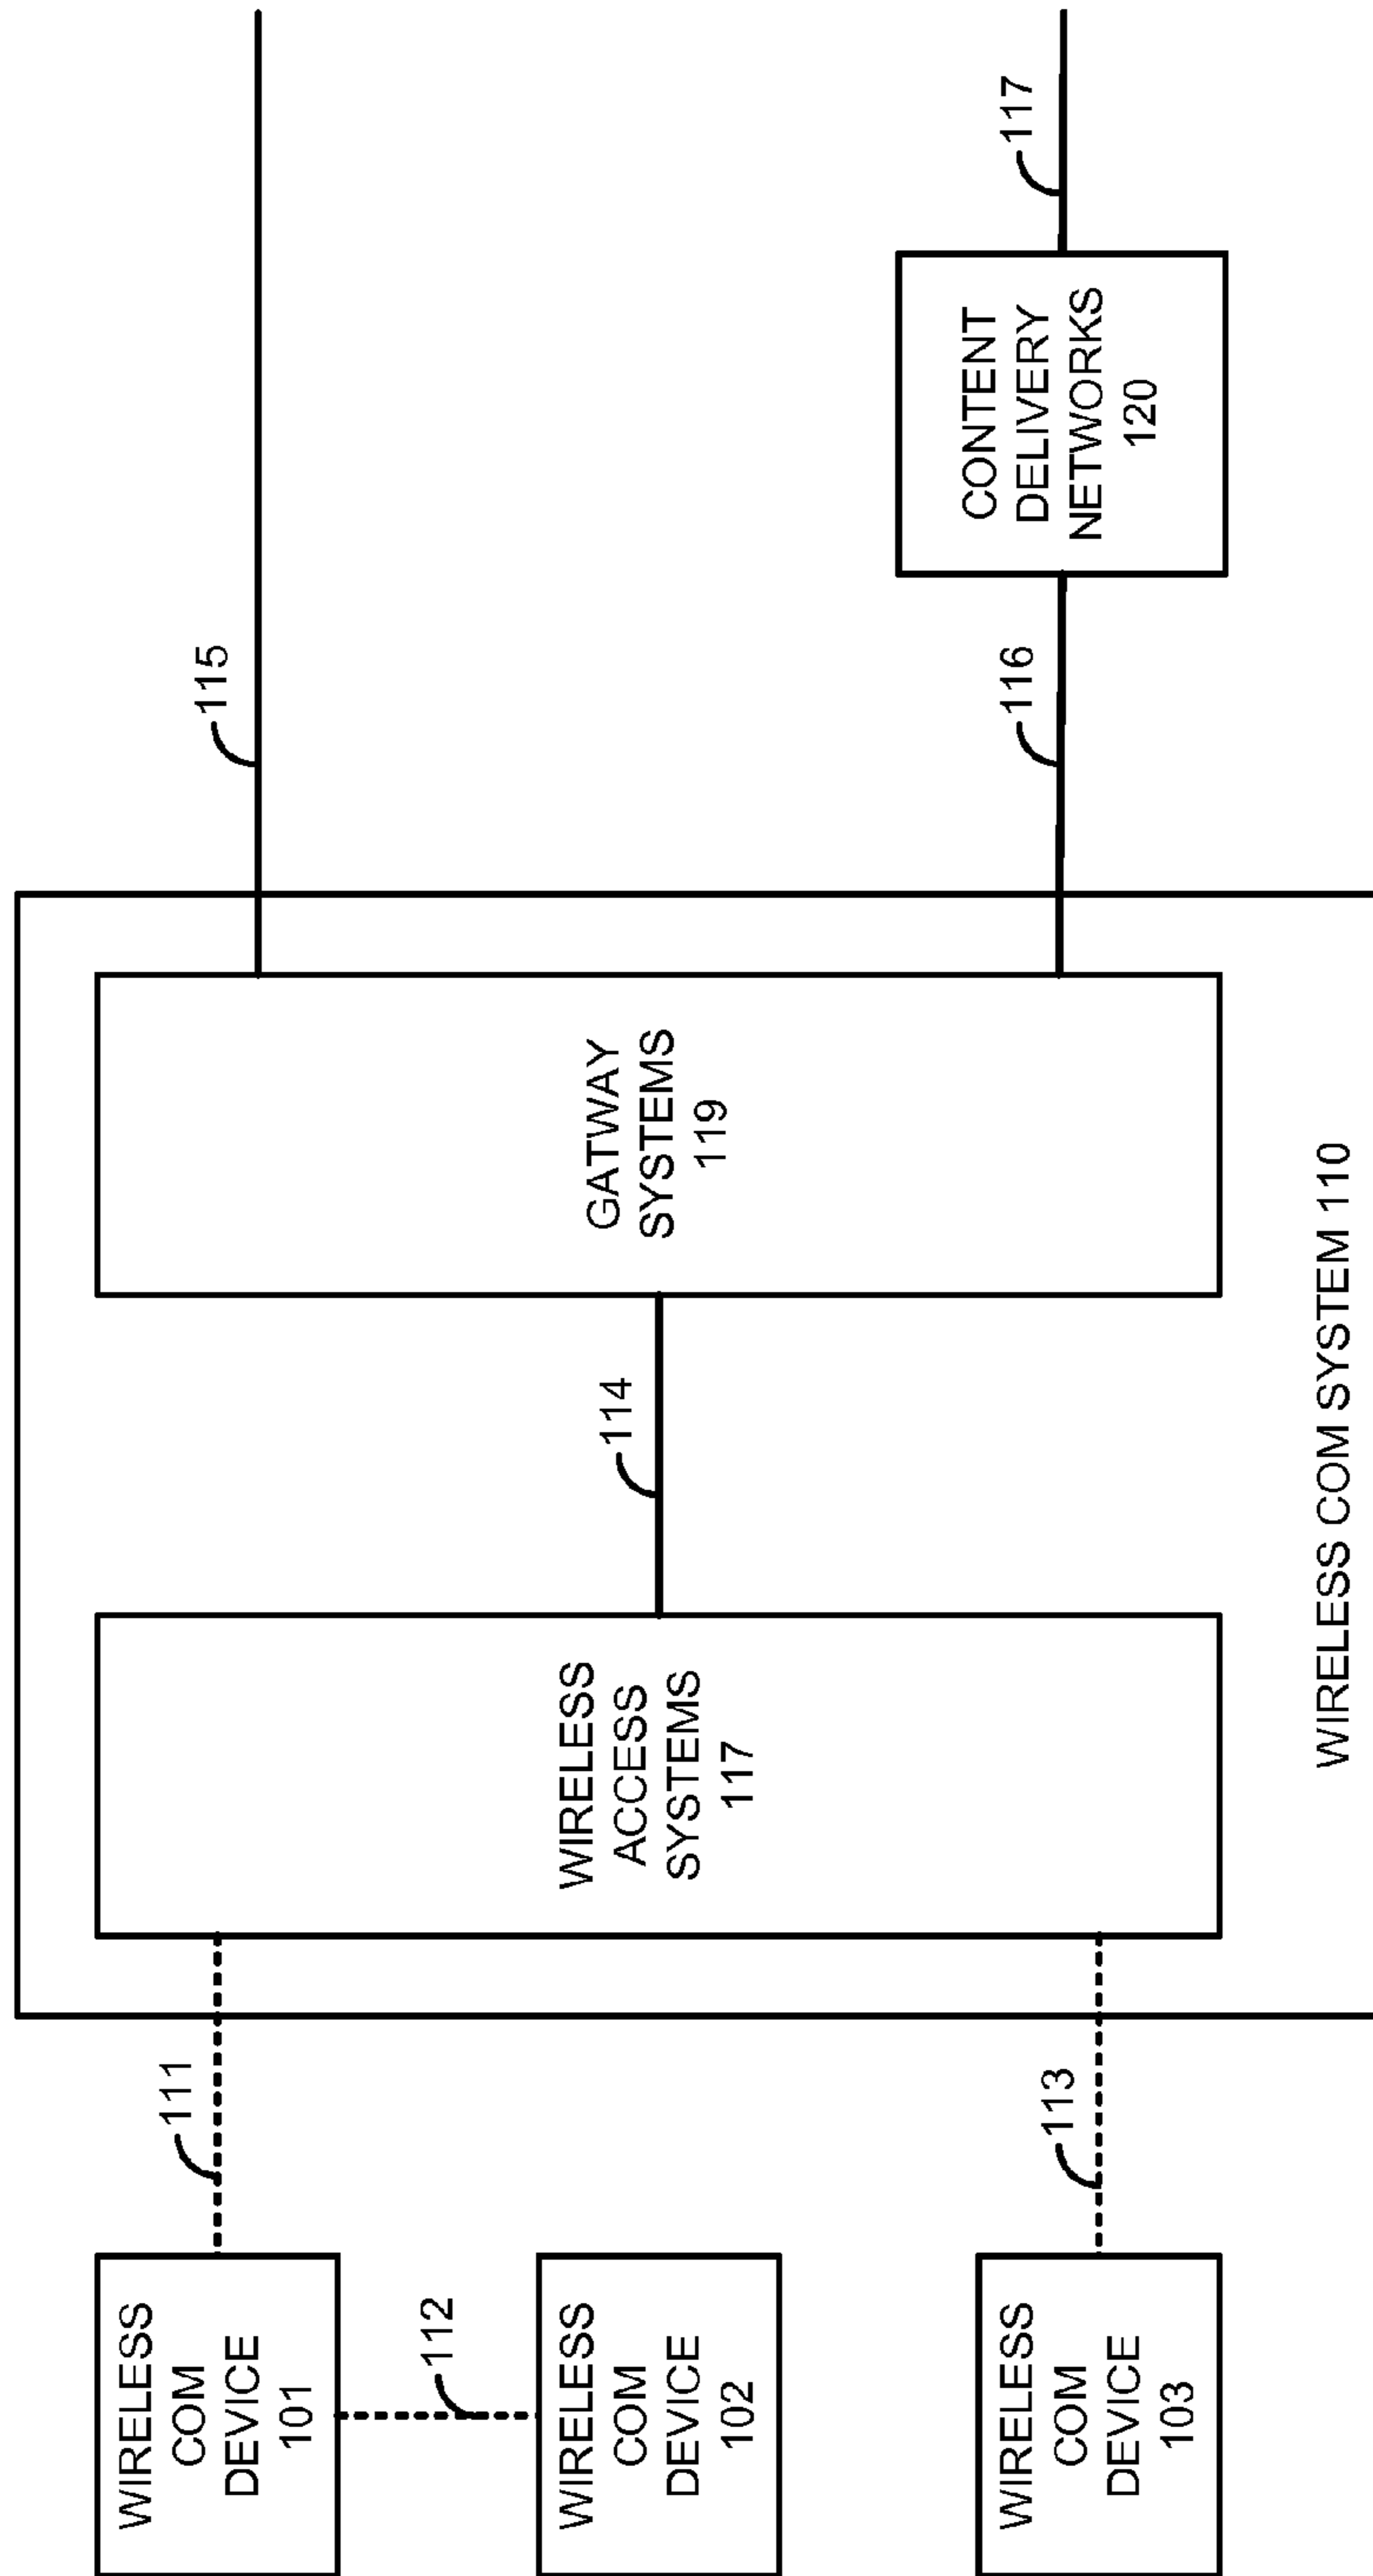 WIRELESS
COM
DEVICE
101
111
112
WIRELESS
COM
DEVICE
102
WIRELESS
COM
DEVICE
103
113
WIRELESS
ACCESS
SYSTEMS
117
114
GATWAY
SYSTEMS
119
WIRELESS COM SYSTEM 110
115
116
CONTENT
DELIVERY
NETWORKS
120
117